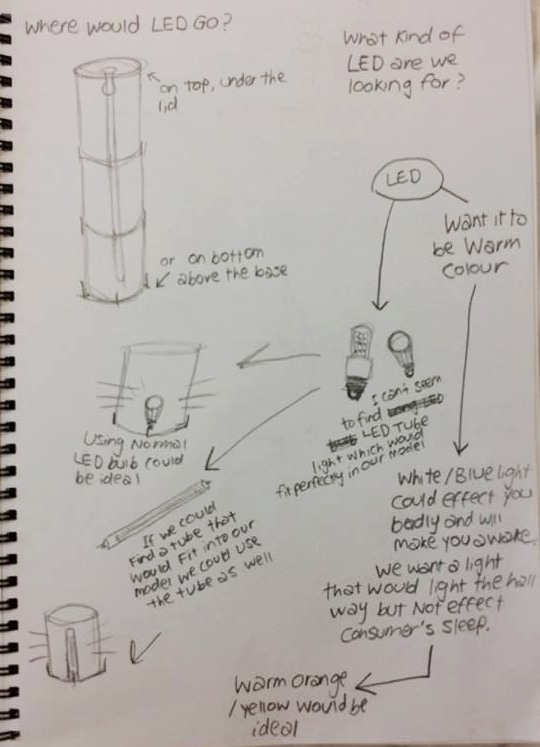 Where would LED GO?
on top, under the
lid
or on bottom
above the base
What kind of
LED are we
looking for?
LED
Want it to
be Warm
Colour
I can't seem
to find
LED Tube
light which would
fit perfectly in our model
Using Normal
LED bulb could
be ideal
If we could
Find a tube that
would Fit into our
model we could use
the tube as well
White/Blue light
Could effect you
badly and will
make you awake.
We want a light
that would light the hall
way but Not effect
Consumer's Sleep.
Warm orange
/yellow would be
ideal